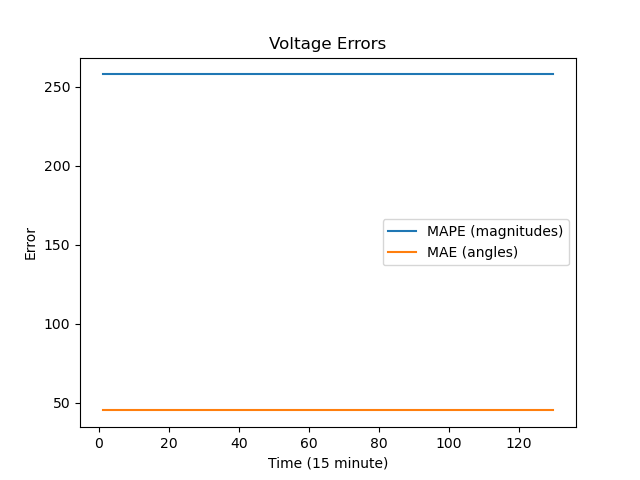 Voltage Errors
250
200
150
100
50
Error
MAPE (magnitudes)
MAE (angles)
0 20 40 60 80 100 120
Time (15 minute)